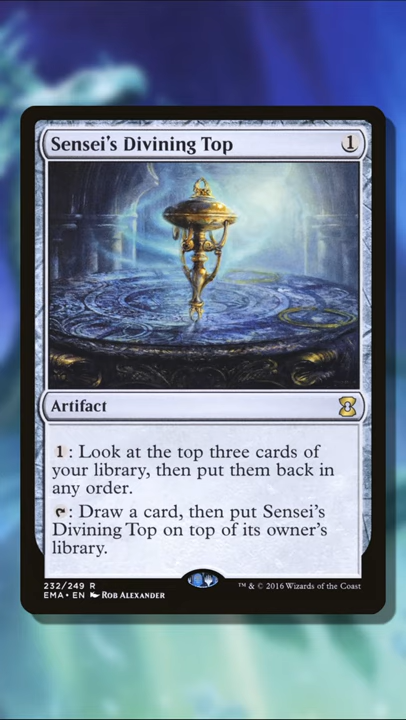 Sensei's Divining Top 1
Artifact
1: Look at the top three cards of
your library, then put them back in
any order.
: Draw a card, then put Sensei's
Divining Top on top of its owner's
library.
232/249 R
EMA • EN Rob Alexander
™ & © 2016 Wizards of the Coast